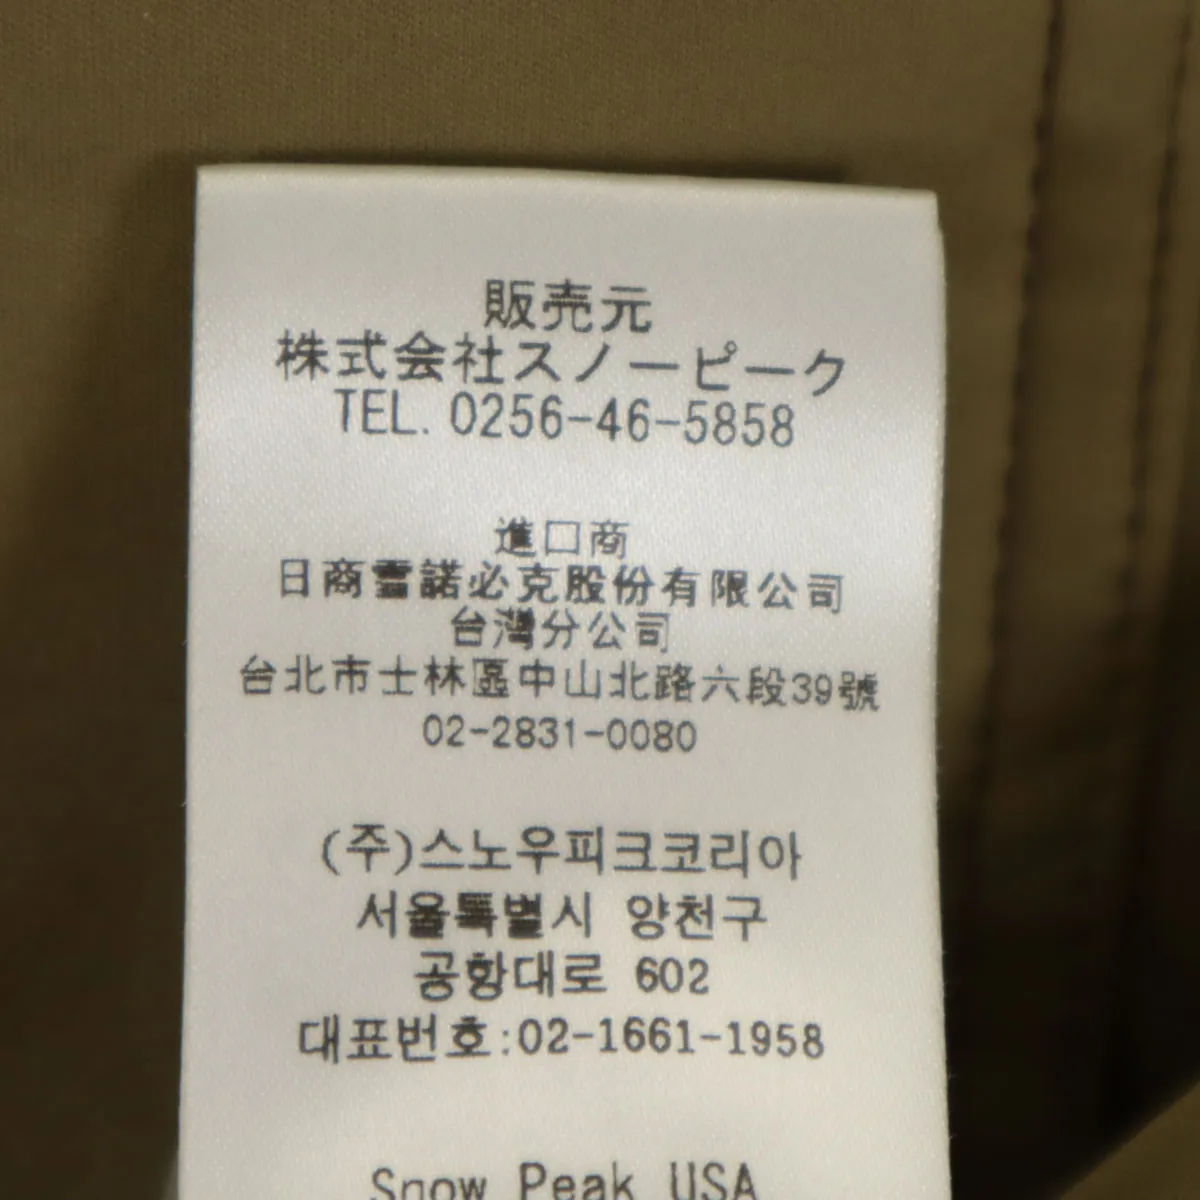 販売元
株式会社スノーピーク
TEL. 0256-46-5858
進口商
日商雪諾必克股份有限公司
台灣分公司
台北市士林區中山北路六段39號
02-2831-0080
(주)스노우피크코리아
서울특별시 양천구
공항대로 602
대표번호:02-1661-1958
Snow Peak USA